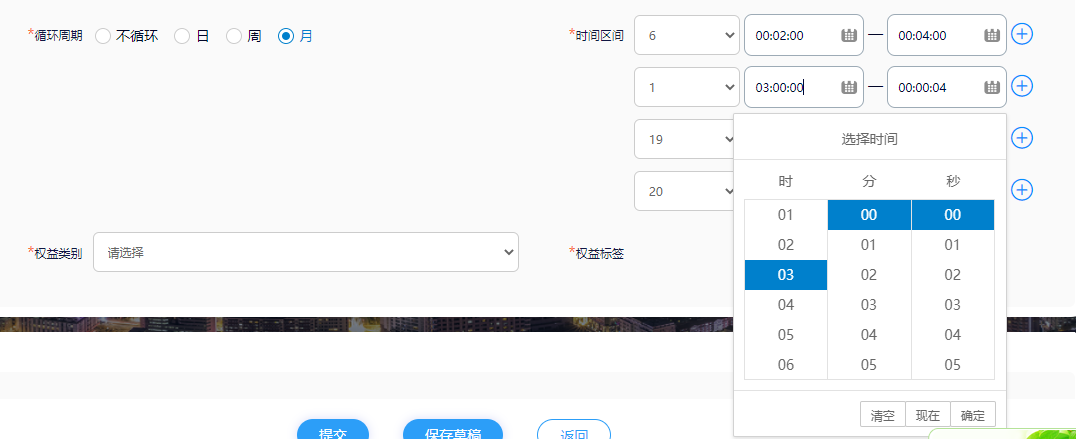 *循环周期 不循环 日 周 月 *时间区间 6 00:02:00 — 00:04:00
1 03:00:00 — 00:00:04
选择时间
19
时 分 秒
20
01 00 00
02 01 01
*权益类别 请选择 *权益标签
03 02 02
04 03 03
05 04 04
06 05 05
清空 现在 确定
提交 保存草稿 返回